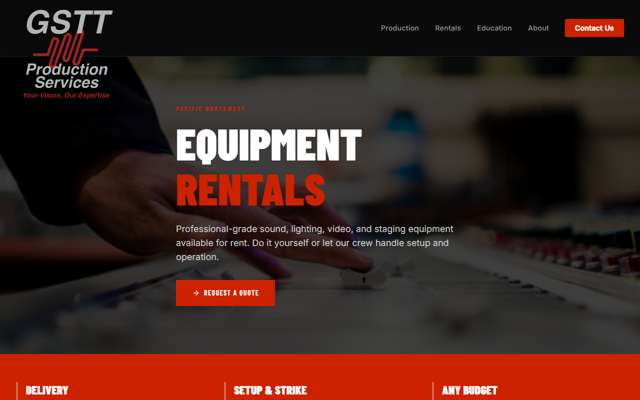 GSTT
Production
Services
Your Vision, Our Expertise
Production
Rentals
Education
About
Contact Us
PACIFIC NORTHWEST
EQUIPMENT
RENTALS
Professional-grade sound, lighting, video, and staging equipment
available for rent. Do it yourself or let our crew handle setup and
operation.
→ REQUEST A QUOTE
DELIVERY
SETUP & STRIKE
ANY BUDGET